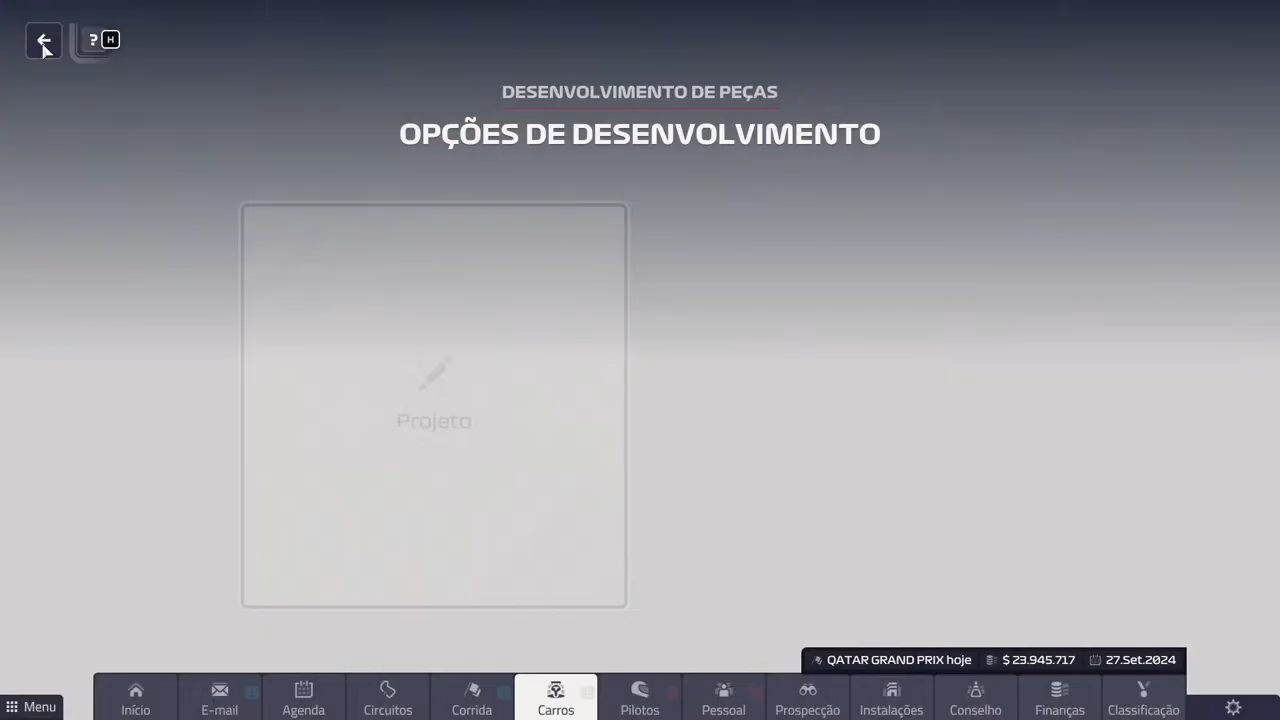 ? H
DESENVOLVIMENTO DE PEÇAS
OPÇÕES DE DESENVOLVIMENTO
Projeto
QATAR GRAND PRIX hoje $ 23.945.717 27.Set.2024
Menu Início E-mail Agenda Circuitos Corrida Carros Pilotos Pessoal Prospecção Instalações Conselho Finanças Classificação